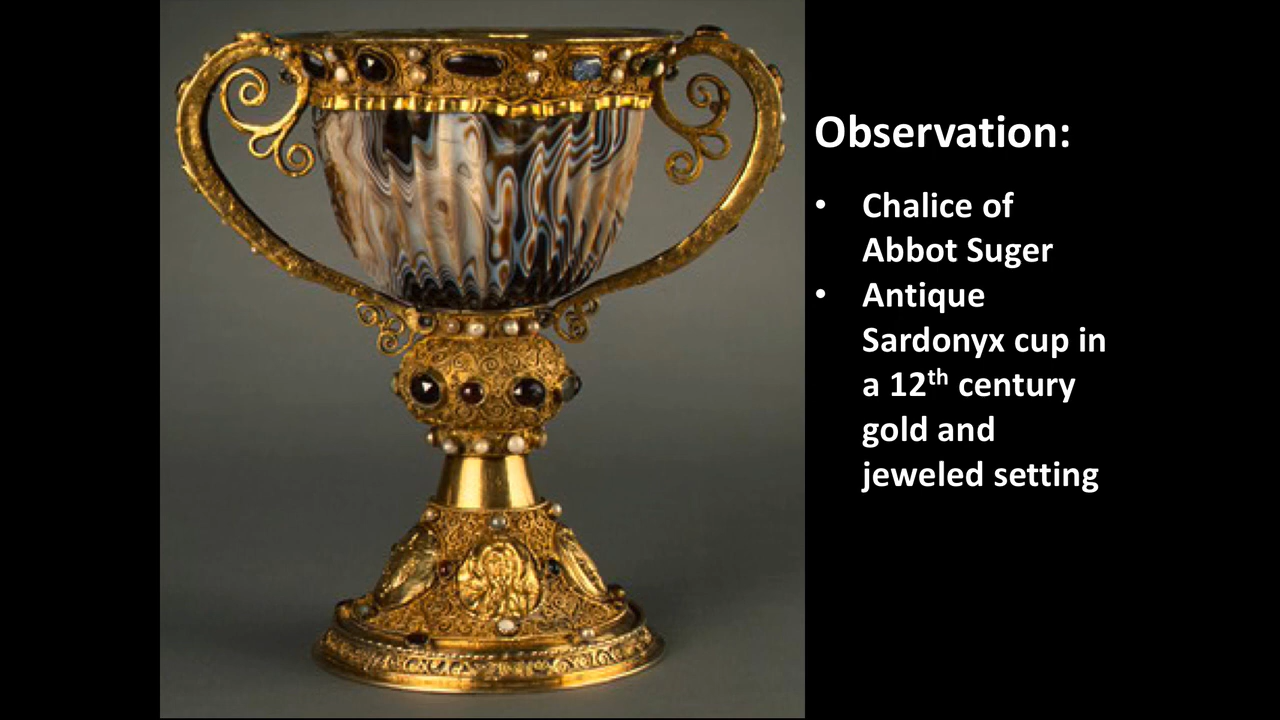 Observation:
• Chalice of
Abbot Suger
• Antique
Sardonyx cup in
a 12th century
gold and
jeweled setting